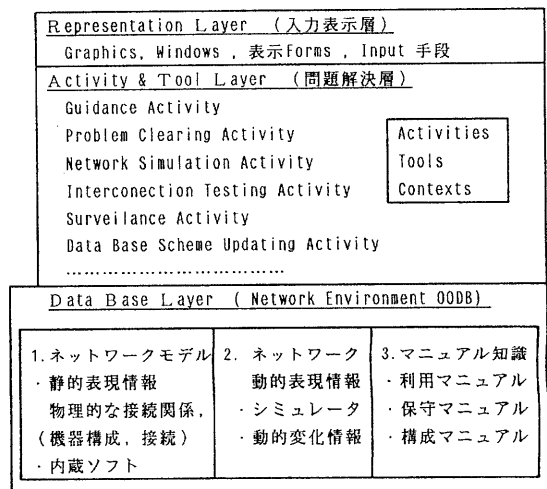 Representation Layer （入力表示層）
Graphics, Windows , 表示Forms , Input 手段
Activity & Tool Layer （問題解決層）
Guidance Activity
Problem Clearing Activity
Network Simulation Activity
Interconection Testing Activity
Surveilance Activity
Data Base Scheme Updating Activity
……………………………
Activities
Tools
Contexts
Data Base Layer ( Network Environment OODB)
1.ネットワークモデル
・静的表現情報
物理的な接続関係,
(機器構成, 接続)
・内蔵ソフト
2. ネットワーク
動的表現情報
・シミュレータ
・動的変化情報
3.マニュアル知識
・利用マニュアル
・保守マニュアル
・構成マニュアル